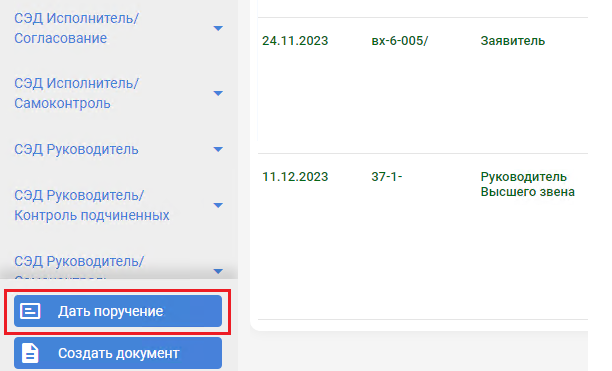 СЭД Исполнитель/
Согласование
СЭД Исполнитель/
Самоконтроль
СЭД Руководитель
СЭД Руководитель/
Контроль подчиненных
СЭД Руководитель/
Дать поручение
Создать документ
24.11.2023 вх-6-005/ Заявитель
11.12.2023 37-1- Руководитель
Высшего звена